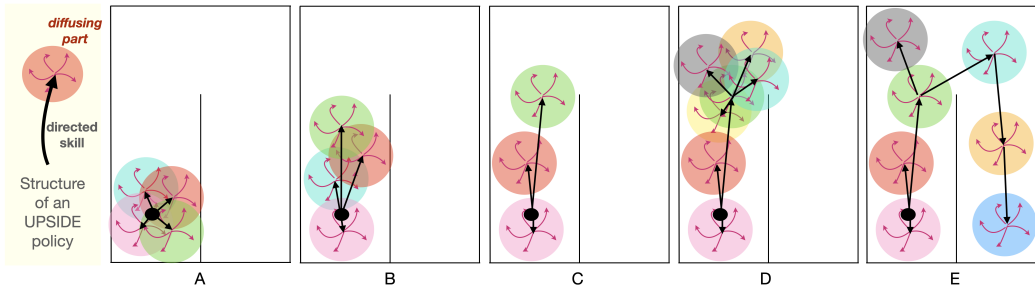 diffusing
part
directed
skill
Structure
of an
UPSIDE
policy
A
B
C
D
E